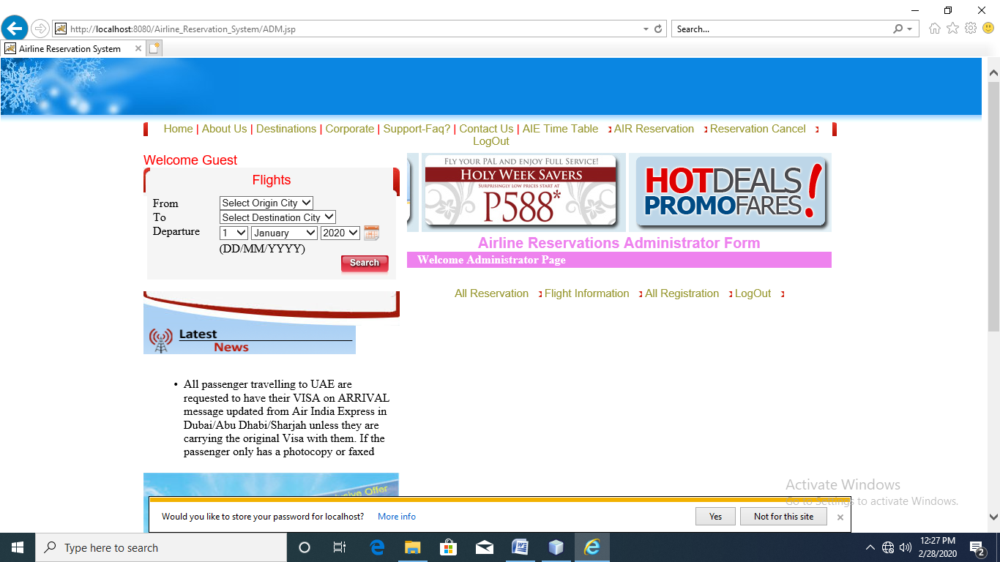 http://localhost:8080/Airline_Reservation_System/ADM.jsp
Search...
Airline Reservation System
Home | About Us | Destinations | Corporate | Support-Faq? | Contact Us | AIE Time Table AIR Reservation Reservation Cancel
LogOut
Welcome Guest
Flights
From Select Origin City
To Select Destination City
Departure 1 January 2020
(DD/MM/YYYY)
Search
FLY YOUR PAL AND ENJOY FULL SERVICE!
HOLY WEEK SAVERS
SURPRISINGLY LOW PRICES START AT
P588*
HOTDEALS!
PROMOFARES
Airline Reservations Administrator Form
Welcome Administrator Page
All Reservation Flight Information All Registration LogOut
Latest
News
• All passenger travelling to UAE are
requested to have their VISA on ARRIVAL
message updated from Air India Express in
Dubai/Abu Dhabi/Sharjah unless they are
carrying the original Visa with them. If the
passenger only has a photocopy or faxed
Offer
Activate Windows
Go to Settings to activate Windows.
Would you like to store your password for localhost? More info Yes Not for this site
Type here to search
12:27 PM
2/28/2020
2